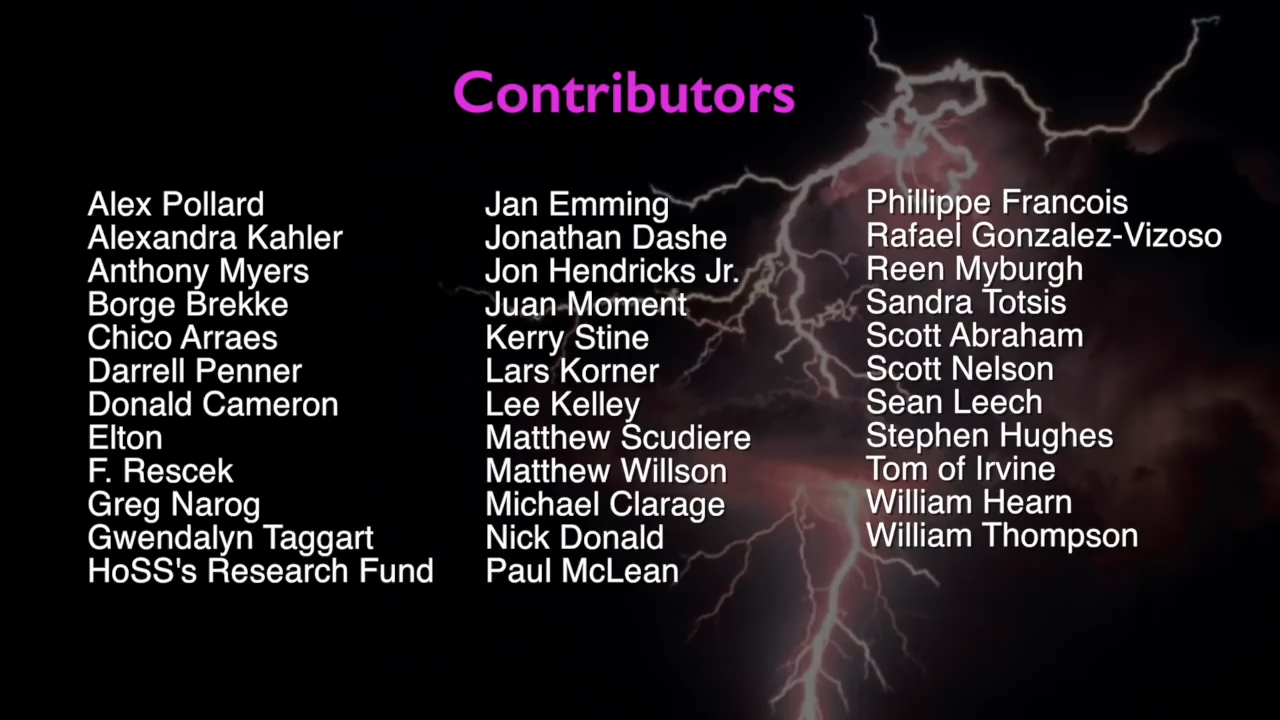 Contributors
Alex Pollard
Alexandra Kahler
Anthony Myers
Borge Brekke
Chico Arraes
Darrell Penner
Donald Cameron
Elton
F. Rescek
Greg Narog
Gwendalyn Taggart
HoSS's Research Fund
Jan Emming
Jonathan Dashe
Jon Hendricks Jr.
Juan Moment
Kerry Stine
Lars Korner
Lee Kelley
Matthew Scudiere
Matthew Willson
Michael Clarage
Nick Donald
Paul McLean
Phillippe Francois
Rafael Gonzalez-Vizoso
Reen Myburgh
Sandra Totsis
Scott Abraham
Scott Nelson
Sean Leech
Stephen Hughes
Tom of Irvine
William Hearn
William Thompson